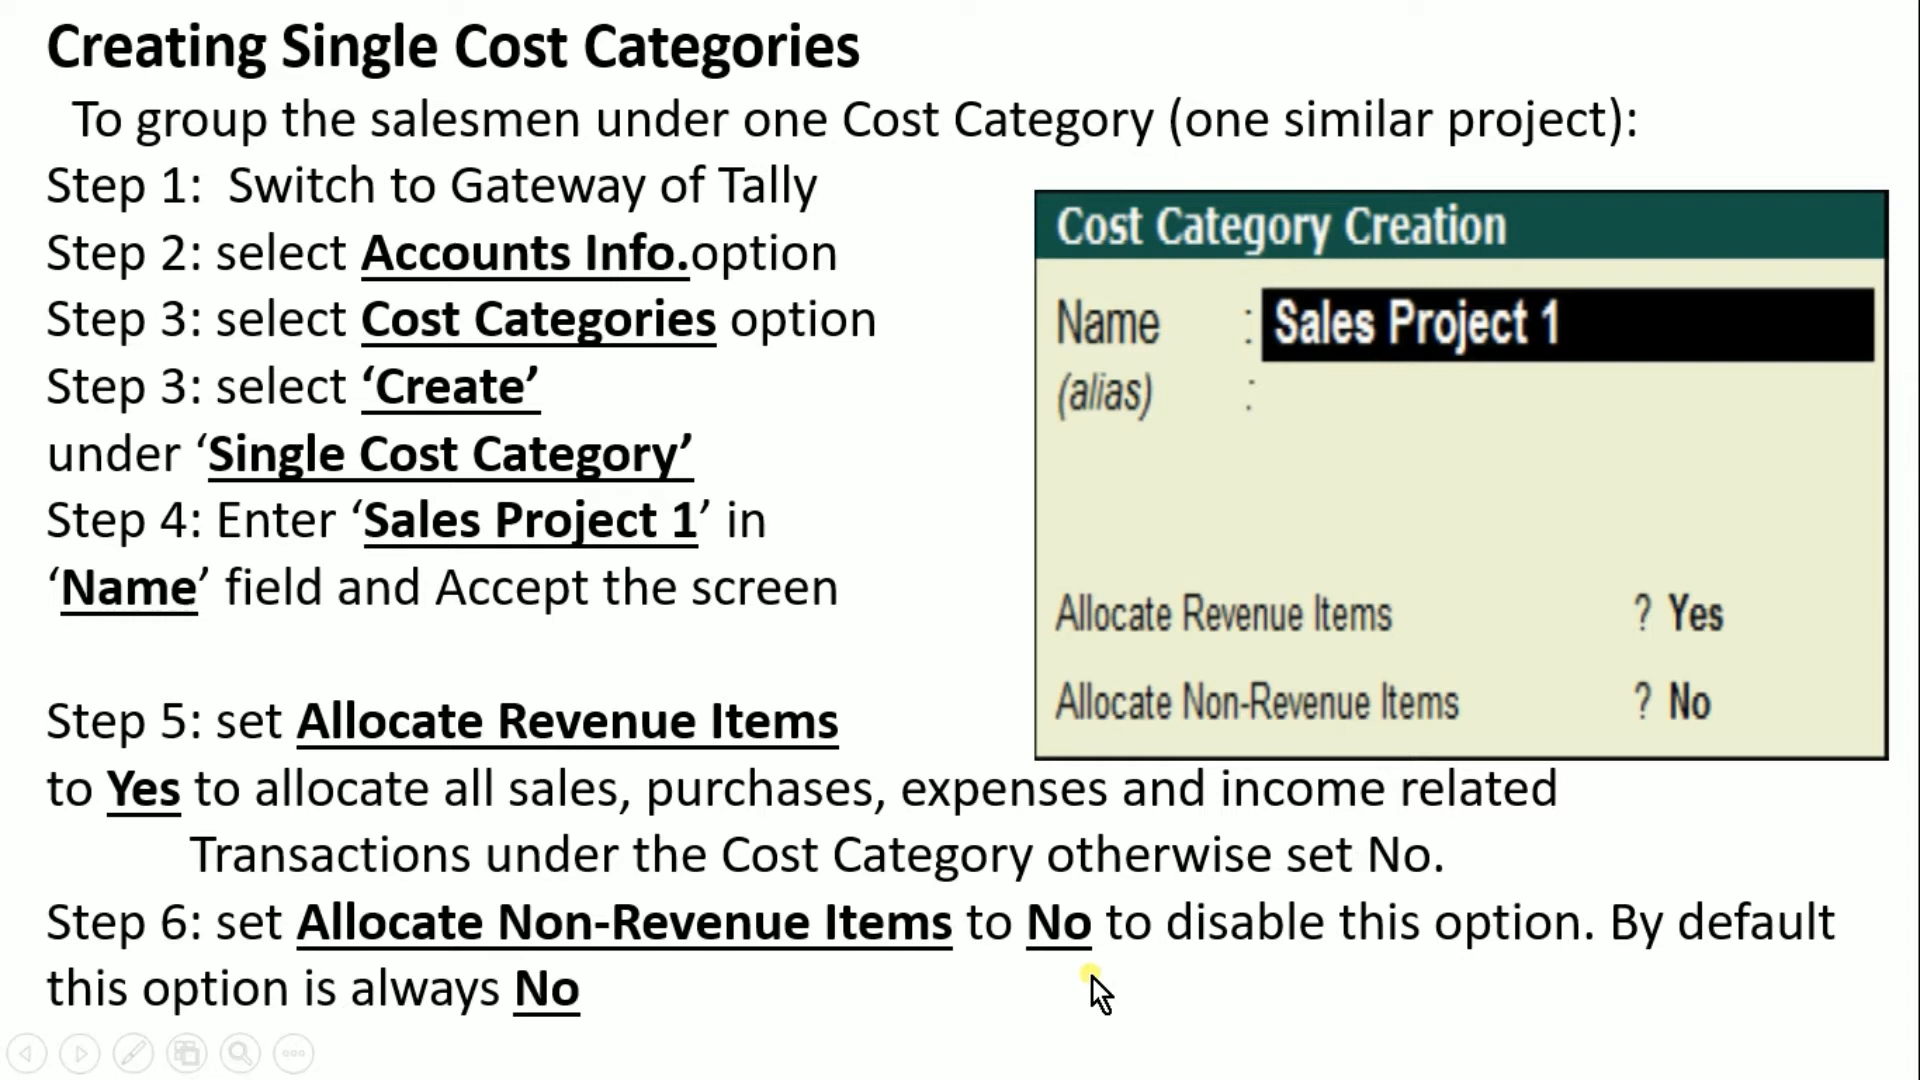 Creating Single Cost Categories
To group the salesmen under one Cost Category (one similar project):
Step 1:  Switch to Gateway of Tally
Step 2: select Accounts Info.option
Step 3: select Cost Categories option
Step 3: select ‘Create’
under ‘Single Cost Category’
Step 4: Enter ‘Sales Project 1’ in
‘Name’ field and Accept the screen
Step 5: set Allocate Revenue Items
to Yes to allocate all sales, purchases, expenses and income related
Transactions under the Cost Category otherwise set No.
Step 6: set Allocate Non-Revenue Items to No to disable this option. By default
this option is always No
Cost Category Creation
Name : Sales Project 1
(alias) :
Allocate Revenue Items ? Yes
Allocate Non-Revenue Items ? No